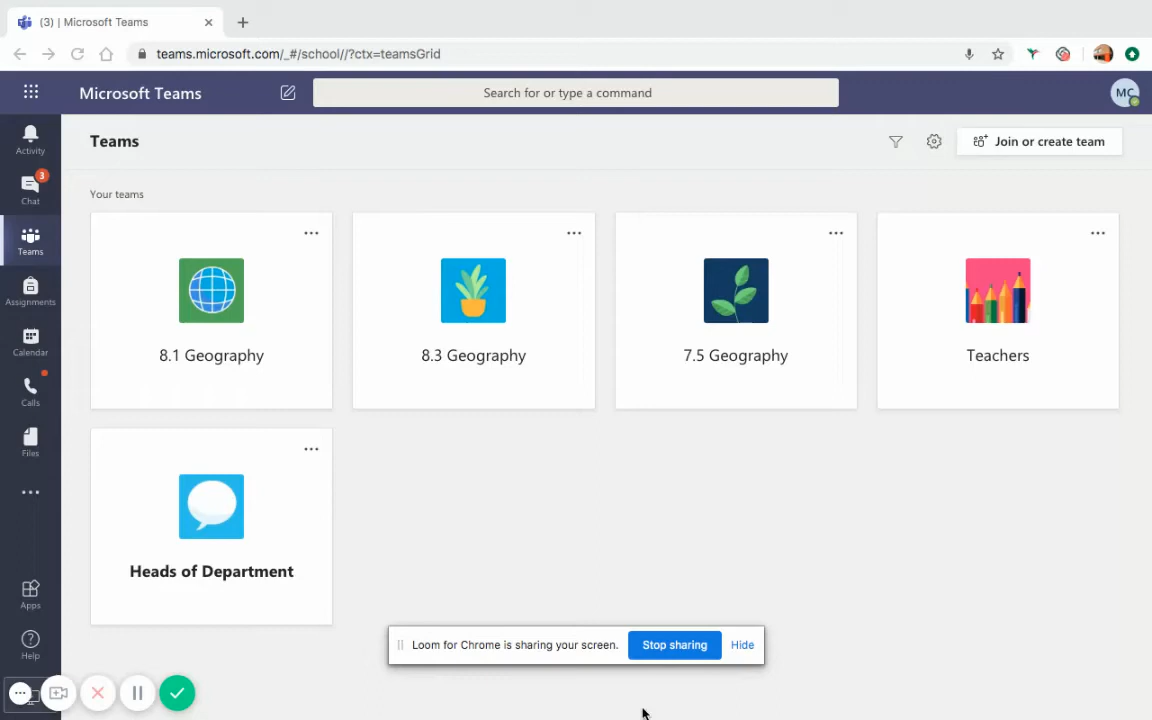 (3) | Microsoft Teams
teams.microsoft.com/_#/school//?ctx=teamsGrid
Microsoft Teams
Search for or type a command
MC
Activity
3
Chat
Teams
Assignments
Calendar
Calls
Files
Apps
Help
Teams
Join or create team
Your teams
8.1 Geography
8.3 Geography
7.5 Geography
Teachers
Heads of Department
Loom for Chrome is sharing your screen.
Stop sharing
Hide